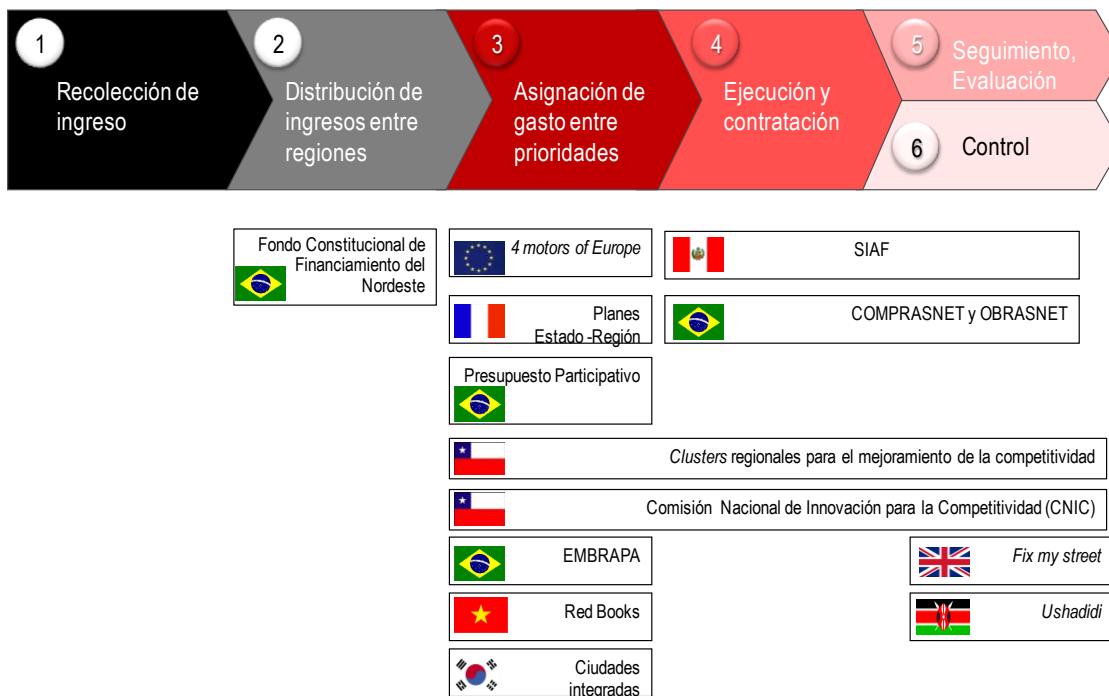 1
Recolección de
ingreso
2
Distribución de
ingresos entre
regiones
3
Asignación de
gasto entre
prioridades
4
Ejecución y
contratación
5
Seguimiento,
Evaluación
6
Control
Fondo Constitucional de
Financiamiento del
Nordeste
4 motors of Europe
SIAF
Planes
Estado -Región
COMPRASNET y OBRASNET
Presupuesto Participativo
Clusters regionales para el mejoramiento de la competitividad
Comisión Nacional de Innovación para la Competitividad (CNIC)
EMBRAPA
Fix my street
Red Books
Ushadidi
Ciudades
integradas